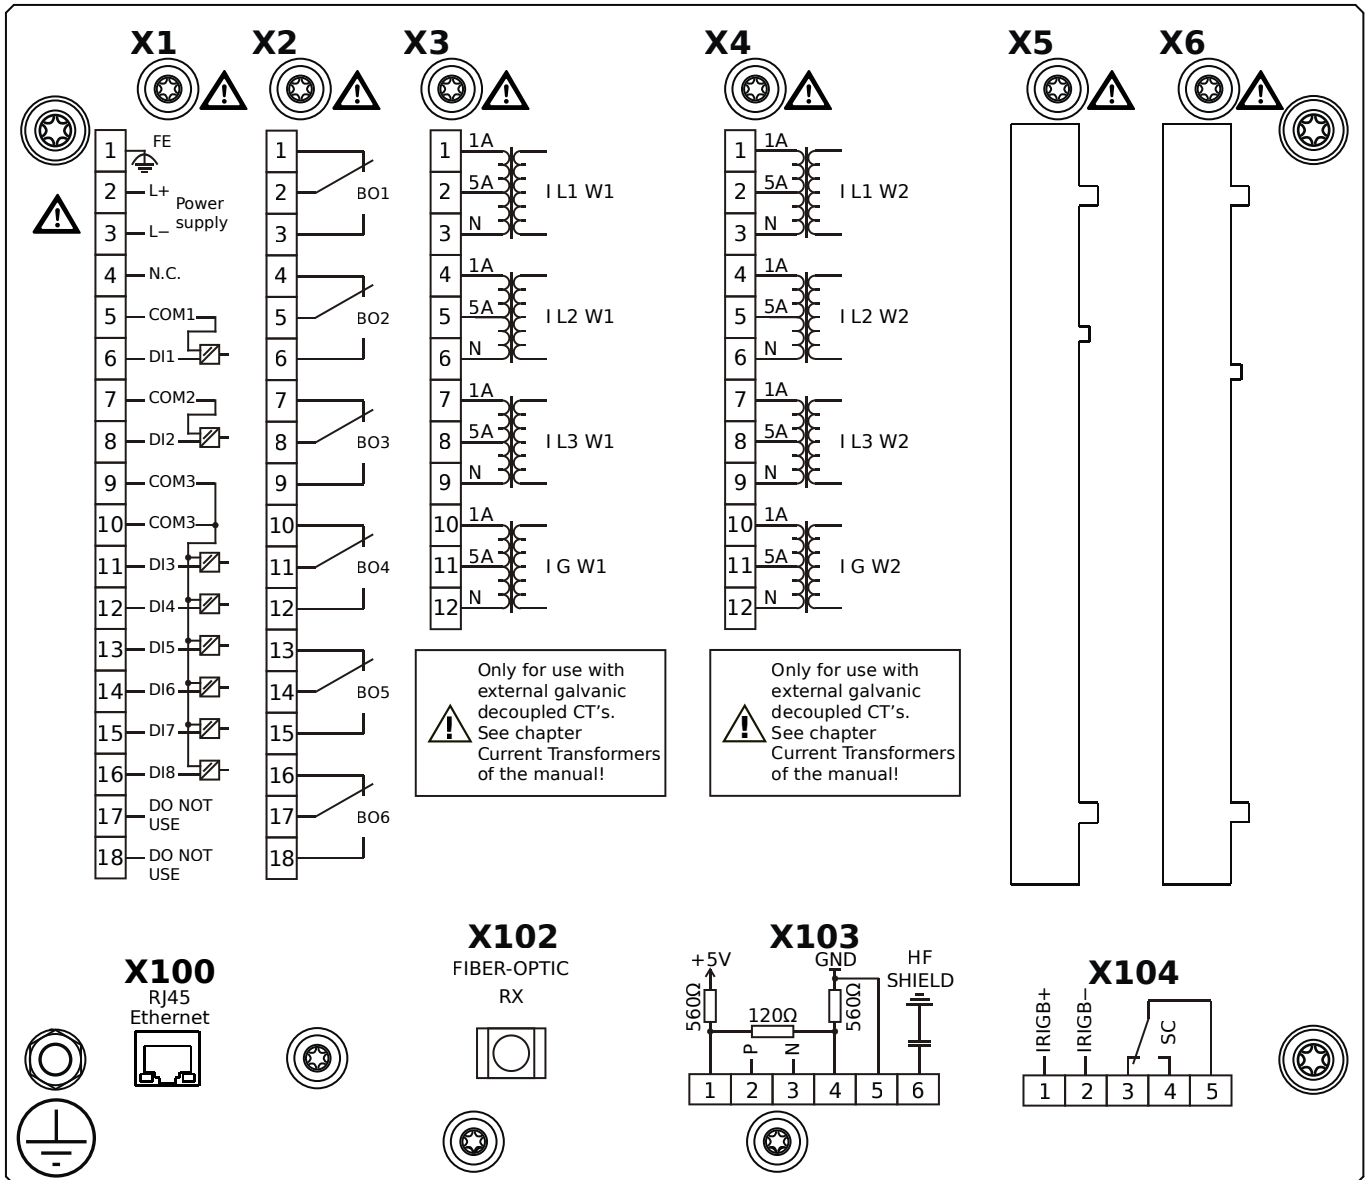 X1
X2
X3
X4
X5
X6
1
FE
2
L+
Power
supply
3
L−
4
N.C.
5
COM1
6
DI1
7
COM2
8
DI2
9
COM3
10
COM3
11
DI3
12
DI4
13
DI5
14
DI6
15
DI7
16
DI8
17
DO NOT
USE
18
DO NOT
USE
1
2
BO1
3
4
5
BO2
6
7
8
BO3
9
10
11
BO4
12
13
14
BO5
15
16
17
BO6
18
1
1A
2
5A
I L1 W1
3
N
4
1A
5
5A
I L2 W1
6
N
7
1A
8
5A
I L3 W1
9
N
10
1A
11
5A
I G W1
12
N
Only for use with
external galvanic
decoupled CT's.
See chapter
Current Transformers
of the manual!
1
1A
2
5A
I L1 W2
3
N
4
1A
5
5A
I L2 W2
6
N
7
1A
8
5A
I L3 W2
9
N
10
1A
11
5A
I G W2
12
N
Only for use with
external galvanic
decoupled CT's.
See chapter
Current Transformers
of the manual!
X100
RJ45
Ethernet
X102
FIBER-OPTIC
RX
X103
+5V
GND
HF
SHIELD
560Ω
120Ω
560Ω
P
N
1
2
3
4
5
6
X104
IRIGB+
IRIGB−
SC
1
2
3
4
5